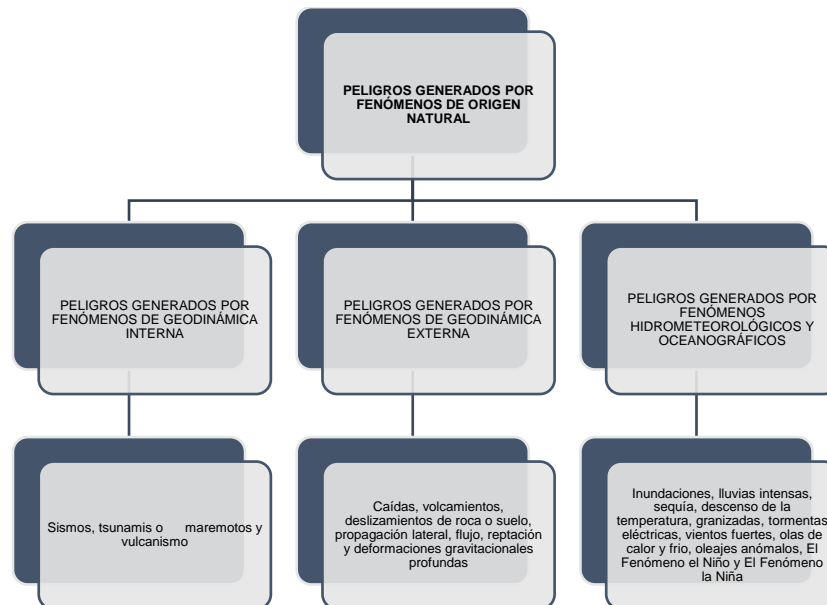 PELIGROS GENERADOS POR
FENÓMENOS DE ORIGEN
NATURAL
PELIGROS GENERADOS POR
FENÓMENOS DE GEODINÁMICA
INTERNA
PELIGROS GENERADOS POR
FENÓMENOS DE GEODINÁMICA
EXTERNA
PELIGROS GENERADOS POR
FENÓMENOS
HIDROMETEOROLÓGICOS Y
OCEANOGRÁFICOS
Sismos, tsunamis o maremotos y
vulcanismo
Caídas, volcamientos,
deslizamientos de roca o suelo,
propagación lateral, flujo, reptación
y deformaciones gravitacionales
profundas
Inundaciones, lluvias intensas,
sequía, descenso de la
temperatura, granizadas, tormentas
eléctricas, vientos fuertes, olas de
calor y frio, oleajes anómalos, El
Fenómeno el Niño y El Fenómeno
la Niña